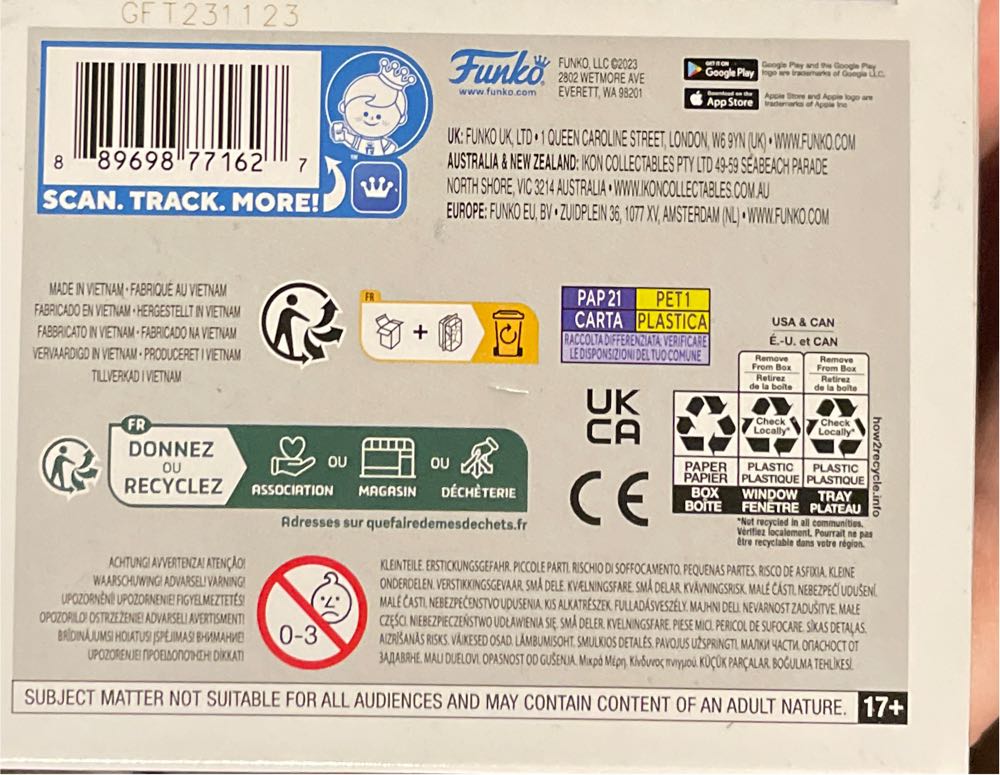 GFT231123
8 89698 77162 7
SCAN. TRACK. MORE!
Funko
www.funko.com
FUNKO, LLC ©2023
2802 WETMORE AVE
EVERETT, WA 98201
GET IT ON
Google Play
Google Play and the Google Play
logo are trademarks of Google LLC.
Download on the
App Store
Apple Store and Apple logo are
trademarks of Apple Inc
UK: FUNKO UK, LTD • 1 QUEEN CAROLINE STREET, LONDON, W6 9YN (UK) • WWW.FUNKO.COM
AUSTRALIA & NEW ZEALAND: IKON COLLECTABLES PTY LTD 49-59 SEABEACH PARADE
NORTH SHORE, VIC 3214 AUSTRALIA • WWW.IKONCOLLECTABLES.COM.AU
EUROPE: FUNKO EU, BV • ZUIDPLEIN 36, 1077 XV, AMSTERDAM (NL) • WWW.FUNKO.COM
MADE IN VIETNAM • FABRIQUÉ AU VIETNAM
FABRICADO EN VIETNAM • HERGESTELLT IN VIETNAM
FABBRICATO IN VIETNAM • FABRICADO NA VIETNAM
VERVAARDIGD IN VIETNAM • PRODUCERET I VIETNAM
TILLVERKAD I VIETNAM
FR
+
PAP 21 PET1
CARTA PLASTICA
RACCOLTA DIFFERENZIATA. VERIFICARE
LE DISPONSIZIONI DEL TUO COMUNE
USA & CAN
É.-U. et CAN
Remove
From Box
Retirez
de la boîte
Remove
From Box
Retirez
de la boîte
Check
Locally*
Check
Locally*
PAPER
PAPIER
BOX
BOÎTE
PLASTIC
PLASTIQUE
WINDOW
FENÊTRE
PLASTIC
PLASTIQUE
TRAY
PLATEAU
how2recycle.info
*Not recycled in all communities.
Vérifiez localement. Pourrait ne pas
être recyclable dans votre région.
UK
CA
CE
FR
DONNEZ
OU
RECYCLEZ
ASSOCIATION OU MAGASIN OU DÉCHÈTERIE
Adresses sur quefairedemesdechets.fr
ACHTUNG! AVVERTENZA! ATENÇÃO!
WAARSCHUWING! ADVARSEL! VARNING!
UPOZORNĚNÍ! UPOZORNENIE! FIGYELMEZTETÉS!
OPOZORILO! OSTRZEŻENIE! ADVARSEL! AVERTISMENT!
BRĪDINĀJUMS! HOIATUS! ĮSPĖJIMAS! ВНИМАНИЕ!
UPOZORENJE! ΠΡΟΕΙΔΟΠΟΙΗΣΗ! DİKKAT!
0-3
KLEINTEILE. ERSTICKUNGSGEFAHR. PICCOLE PARTI. RISCHIO DI SOFFOCAMENTO. PEQUENAS PARTES. RISCO DE ASFIXIA. KLEINE
ONDERDELEN. VERSTIKKINGSGEVAAR. SMÅ DELE. KVÆLNINGSFARE. SMÅ DELAR. KVÄVNINGSRISK. MALÉ ČÁSTI. NEBEZPEČÍ UDUŠENÍ.
MALÉ ČASTI. NEBEZPEČENSTVO UDUSENIA. KIS ALKATRÉSZEK. FULLADÁSVESZÉLY. MAJHNI DELI. NEVARNOST ZADUŠITVE. MAŁE
CZĘŚCI. NIEBEZPIECZEŃSTWO UDŁAWIENIA SIĘ. SMÅ DELER. KVELNINGSFARE. PIESE MICI. PERICOL DE SUFOCARE. SĪKAS DETAĻAS.
AIZRĪŠANĀS RISKS. VÄIKESED OSAD. LÄMBUMISOHT. SMULKIOS DETALĖS. PAVOJUS UŽSPRINGTI. МАЛКИ ЧАСТИ. ОПАСНОСТ ОТ
ЗАДАВЯНЕ. MALI DIJELOVI. OPASNOST OD GUŠENJA. Μικρά Μέρη. Κίνδυνος πνιγμού. KÜÇÜK PARÇALAR. BOĞULMA TEHLİKESİ.
SUBJECT MATTER NOT SUITABLE FOR ALL AUDIENCES AND MAY CONTAIN CONTENT OF AN ADULT NATURE. 17+